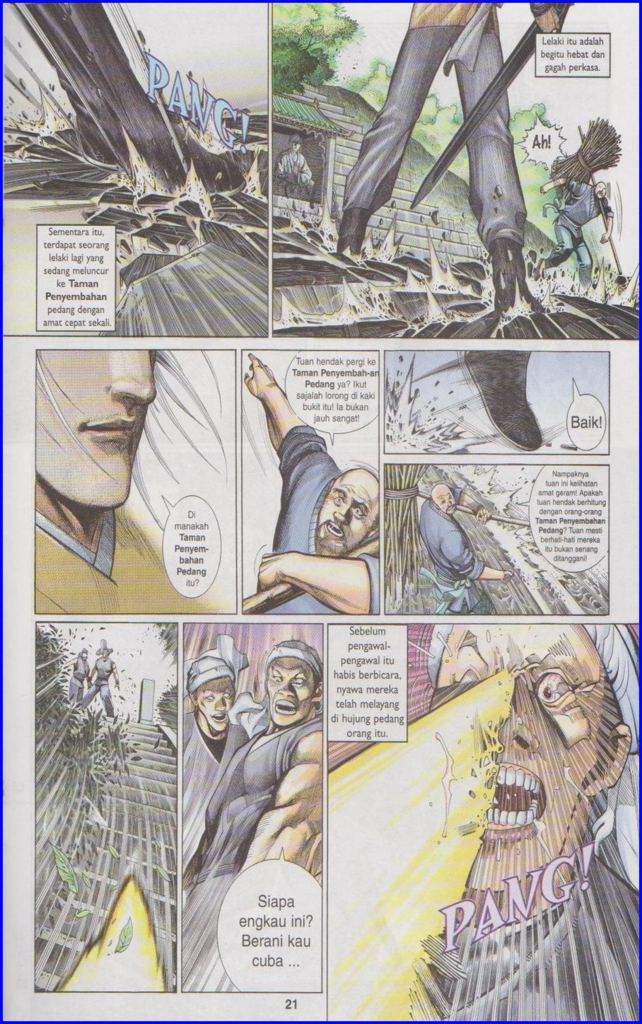 PANG!
Sementara itu,
terdapat seorang
lelaki lagi yang
sedang meluncur
ke Taman
Penyembahan
pedang dengan
amat cepat sekali.
Lelaki itu adalah
begitu hebat dan
gagah perkasa.
Ah!
Di
manakah
Taman
Penyem-
bahan
Pedang
itu?
Tuan hendak pergi ke
Taman Penyembah-an
Pedang ya? Ikut
sajalah lorong di kaki
bukit itu! Ia bukan
jauh sangat!
Baik!
Nampaknya
tuan ini kelihatan
amat geram! Apakah
tuan hendak berhitung
dengan orang-orang
Taman Penyembahan
Pedang? Tuan mesti
berhati-hati mereka
itu bukan senang
ditanggani!
Siapa
engkau ini?
Berani kau
cuba ...
Sebelum
pengawal-
pengawal itu
habis berbicara,
nyawa mereka
telah melayang
di hujung pedang
orang itu.
PANG!
21